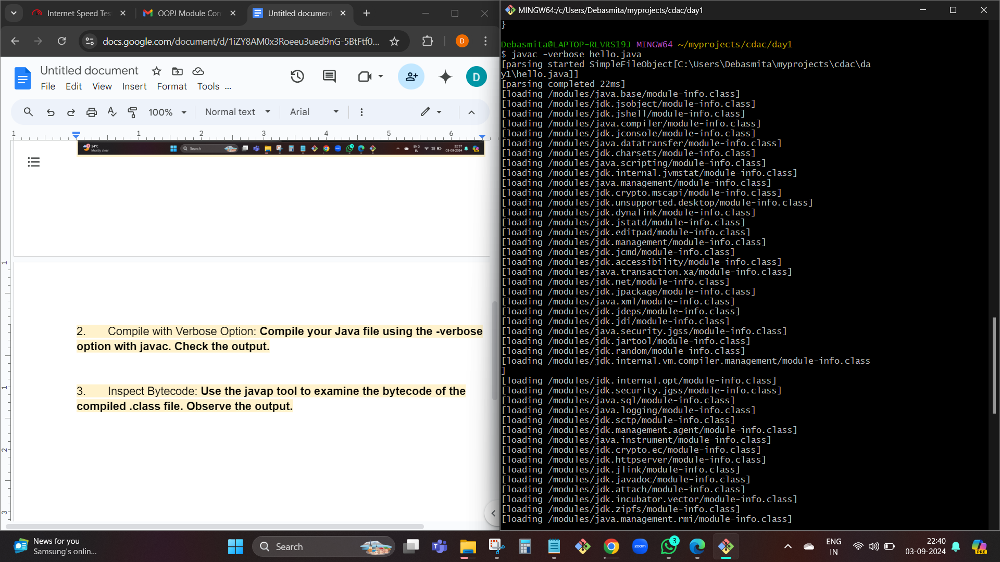 Internet Speed Tes
OOPJ Module Con
Untitled document
docs.google.com/document/d/1iZY8AM0x3Roeeu3ued9nG-5BtFtf0...
D
Untitled document
File Edit View Insert Format Tools ...
D
100% Normal text Arial
1 1 2 3 4 5 6
24°C
Mostly clear
Search
ENG
IN
22:37
03-09-2024
2. Compile with Verbose Option: Compile your Java file using the -verbose
option with javac. Check the output.
3. Inspect Bytecode: Use the javap tool to examine the bytecode of the
compiled .class file. Observe the output.
1
1
2
3
MINGW64:/c/Users/Debasmita/myprojects/cdac/day1
}
Debasmita@LAPTOP-RLVRS19J MINGW64 ~/myprojects/cdac/day1
$ javac -verbose hello.java
[parsing started SimpleFileObject[C:\Users\Debasmita\myprojects\cdac\da
y1\hello.java]]
[parsing completed 22ms]
[loading /modules/java.base/module-info.class]
[loading /modules/jdk.jsobject/module-info.class]
[loading /modules/jdk.jshell/module-info.class]
[loading /modules/java.compiler/module-info.class]
[loading /modules/jdk.jconsole/module-info.class]
[loading /modules/java.datatransfer/module-info.class]
[loading /modules/jdk.charsets/module-info.class]
[loading /modules/java.scripting/module-info.class]
[loading /modules/jdk.internal.jvmstat/module-info.class]
[loading /modules/java.management/module-info.class]
[loading /modules/jdk.crypto.mscapi/module-info.class]
[loading /modules/jdk.unsupported.desktop/module-info.class]
[loading /modules/jdk.dynalink/module-info.class]
[loading /modules/jdk.jstatd/module-info.class]
[loading /modules/jdk.editpad/module-info.class]
[loading /modules/jdk.management/module-info.class]
[loading /modules/jdk.jcmd/module-info.class]
[loading /modules/jdk.accessibility/module-info.class]
[loading /modules/java.transaction.xa/module-info.class]
[loading /modules/jdk.net/module-info.class]
[loading /modules/jdk.jpackage/module-info.class]
[loading /modules/java.xml/module-info.class]
[loading /modules/jdk.jdeps/module-info.class]
[loading /modules/jdk.jdi/module-info.class]
[loading /modules/java.security.jgss/module-info.class]
[loading /modules/jdk.jartool/module-info.class]
[loading /modules/jdk.random/module-info.class]
[loading /modules/jdk.internal.vm.compiler.management/module-info.class
]
[loading /modules/jdk.internal.opt/module-info.class]
[loading /modules/jdk.security.jgss/module-info.class]
[loading /modules/java.sql/module-info.class]
[loading /modules/java.logging/module-info.class]
[loading /modules/jdk.sctp/module-info.class]
[loading /modules/jdk.management.agent/module-info.class]
[loading /modules/java.instrument/module-info.class]
[loading /modules/jdk.crypto.ec/module-info.class]
[loading /modules/jdk.httpserver/module-info.class]
[loading /modules/jdk.jlink/module-info.class]
[loading /modules/jdk.javadoc/module-info.class]
[loading /modules/jdk.attach/module-info.class]
[loading /modules/jdk.incubator.vector/module-info.class]
[loading /modules/jdk.zipfs/module-info.class]
[loading /modules/java.management.rmi/module-info.class]
News for you
Samsung's onlin...
Search
zoom
3
ENG
IN
22:40
03-09-2024
PRE